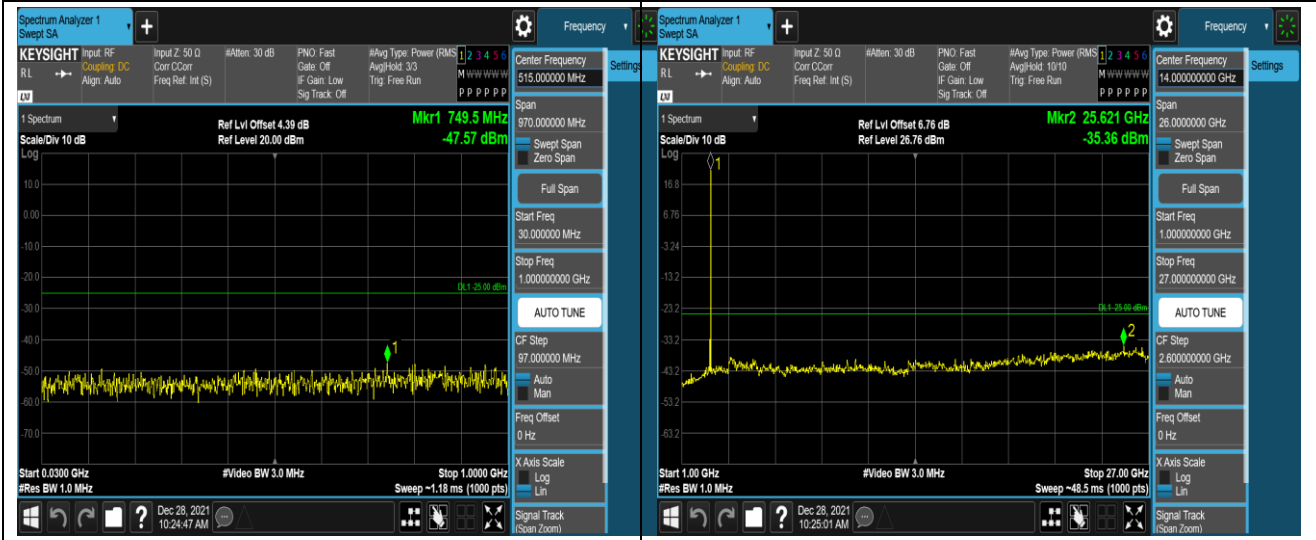 Spectrum Analyzer 1
Swept SA
+
Frequency
KEYSIGHT Input: RF Input Z: 50 Ω #Atten: 30 dB PNO: Fast #Avg Type: Power (RMS 1 2 3 4 5 6
RL Coupling: DC Corr CCorr Gate: Off Avg|Hold: 3/3 M W W W W W
Align: Auto Freq Ref: Int (S) IF Gain: Low Trig: Free Run
Sig Track: Off P P P P P P
LXI
1 Spectrum
Ref Lvl Offset 4.39 dB
Mkr1 749.5 MHz
Scale/Div 10 dB
Ref Level 20.00 dBm
-47.57 dBm
Log
10.0
0.00
-10.0
-20.0
DL1 -25.00 dBm
-30.0
-40.0
1
-50.0
-60.0
-70.0
Start 0.0300 GHz #Video BW 3.0 MHz Stop 1.0000 GHz
#Res BW 1.0 MHz Sweep ~1.18 ms (1000 pts)
?
Dec 28, 2021
10:24:47 AM
Center Frequency
515.000000 MHz
Settings
Span
970.000000 MHz
Swept Span
Zero Span
Full Span
Start Freq
30.000000 MHz
Stop Freq
1.000000000 GHz
AUTO TUNE
CF Step
97.000000 MHz
Auto
Man
Freq Offset
0 Hz
X Axis Scale
Log
Lin
Signal Track
(Span Zoom)
Spectrum Analyzer 1
Swept SA
+
Frequency
KEYSIGHT Input: RF Input Z: 50 Ω #Atten: 30 dB PNO: Fast #Avg Type: Power (RMS 1 2 3 4 5 6
RL Coupling: DC Corr CCorr Gate: Off Avg|Hold: 10/10 M W W W W W
Align: Auto Freq Ref: Int (S) IF Gain: Low Trig: Free Run
Sig Track: Off P P P P P P
LXI
1 Spectrum
Ref Lvl Offset 6.76 dB
Mkr2 25.621 GHz
Scale/Div 10 dB
Ref Level 26.76 dBm
-35.36 dBm
Log
1
16.8
6.76
-3.24
-13.2
-23.2
DL1 -25.00 dBm
2
-33.2
-43.2
-53.2
-63.2
Start 1.00 GHz #Video BW 3.0 MHz Stop 27.00 GHz
#Res BW 1.0 MHz Sweep ~48.5 ms (1000 pts)
?
Dec 28, 2021
10:25:01 AM
Center Frequency
14.000000000 GHz
Settings
Span
26.0000000 GHz
Swept Span
Zero Span
Full Span
Start Freq
1.000000000 GHz
Stop Freq
27.000000000 GHz
AUTO TUNE
CF Step
2.600000000 GHz
Auto
Man
Freq Offset
0 Hz
X Axis Scale
Log
Lin
Signal Track
(Span Zoom)